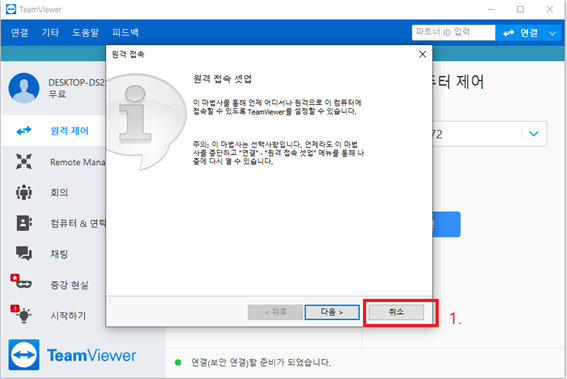 TeamViewer
연결 기타 도움말 피드백
파트너 ID 입력
연결
원격 접속
DESKTOP-DS2
무료
원격 제어
Remote Mana
회의
컴퓨터 & 연락
채팅
증강 현실
시작하기
1
TeamViewer
원격 접속 셋업
이 마법사를 통해 언제 어디서나 원격으로 이 컴퓨터에
접속할 수 있도록 TeamViewer를 설정할 수 있습니다.
주의: 이 마법사는 선택사항입니다. 언제라도 이 마법
사를 중단하고 "연결" - "원격 접속 셋업" 메뉴를 통해 나
중에 다시 열 수 있습니다.
< 뒤로
다음 >
취소
1.
터 제어
72
연결(보안 연결)할 준비가 되었습니다.